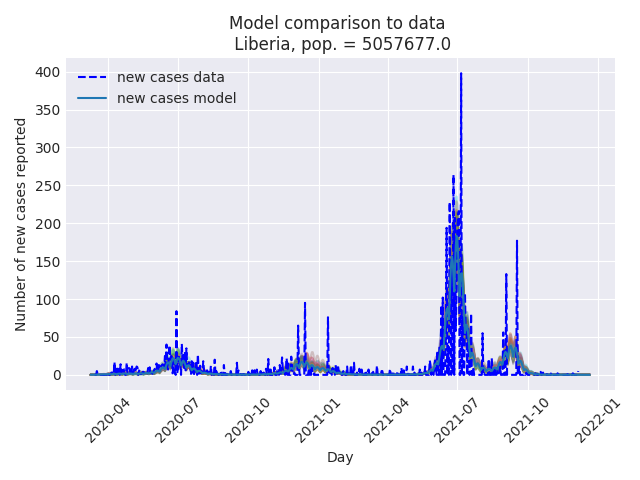 Model comparison to data
Liberia, pop. = 5057677.0
new cases data
new cases model
Number of new cases reported
400
350
300
250
200
150
100
50
0
2020-04
2020-07
2020-10
2021-01
2021-04
2021-07
2021-10
2022-01
Day